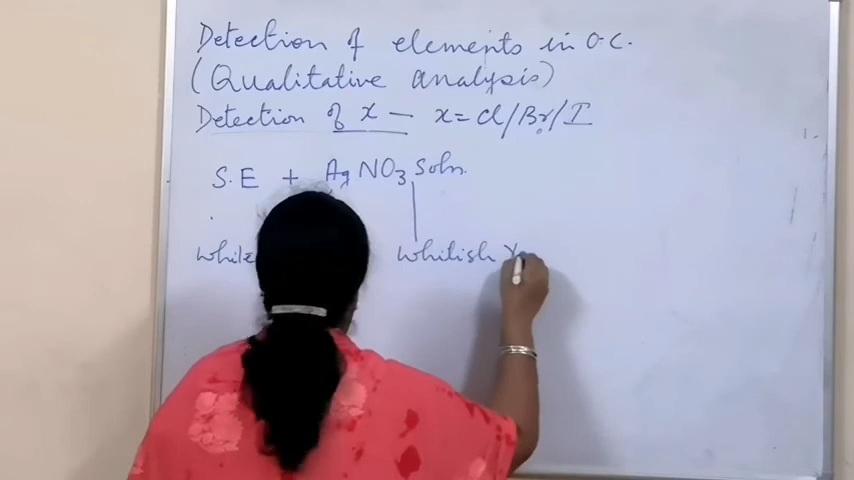 Detection of elements in O.C.
(Qualitative analysis)
Detection of x — x = Cl/Br/I
S.E + AgNO3 Soln.
white whitish Y